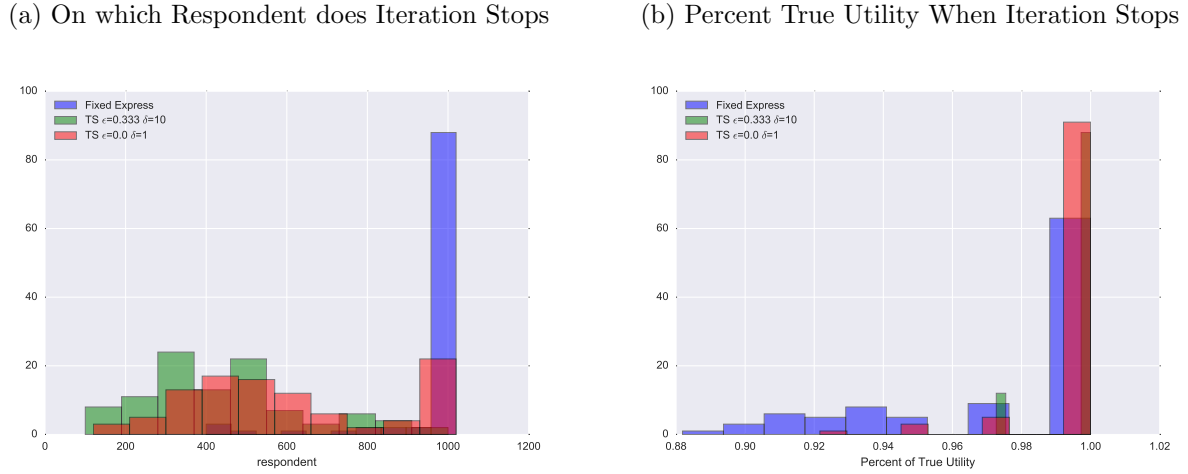 (a) On which Respondent does Iteration Stops
(b) Percent True Utility When Iteration Stops
100
80
60
40
20
0
Fixed Express
TS ϵ=0.333 δ=10
TS ϵ=0.0 δ=1
0 200 400 600 800 1000 1200
respondent
100
80
60
40
20
0
Fixed Express
TS ϵ=0.333 δ=10
TS ϵ=0.0 δ=1
0.88 0.90 0.92 0.94 0.96 0.98 1.00 1.02
Percent of True Utility